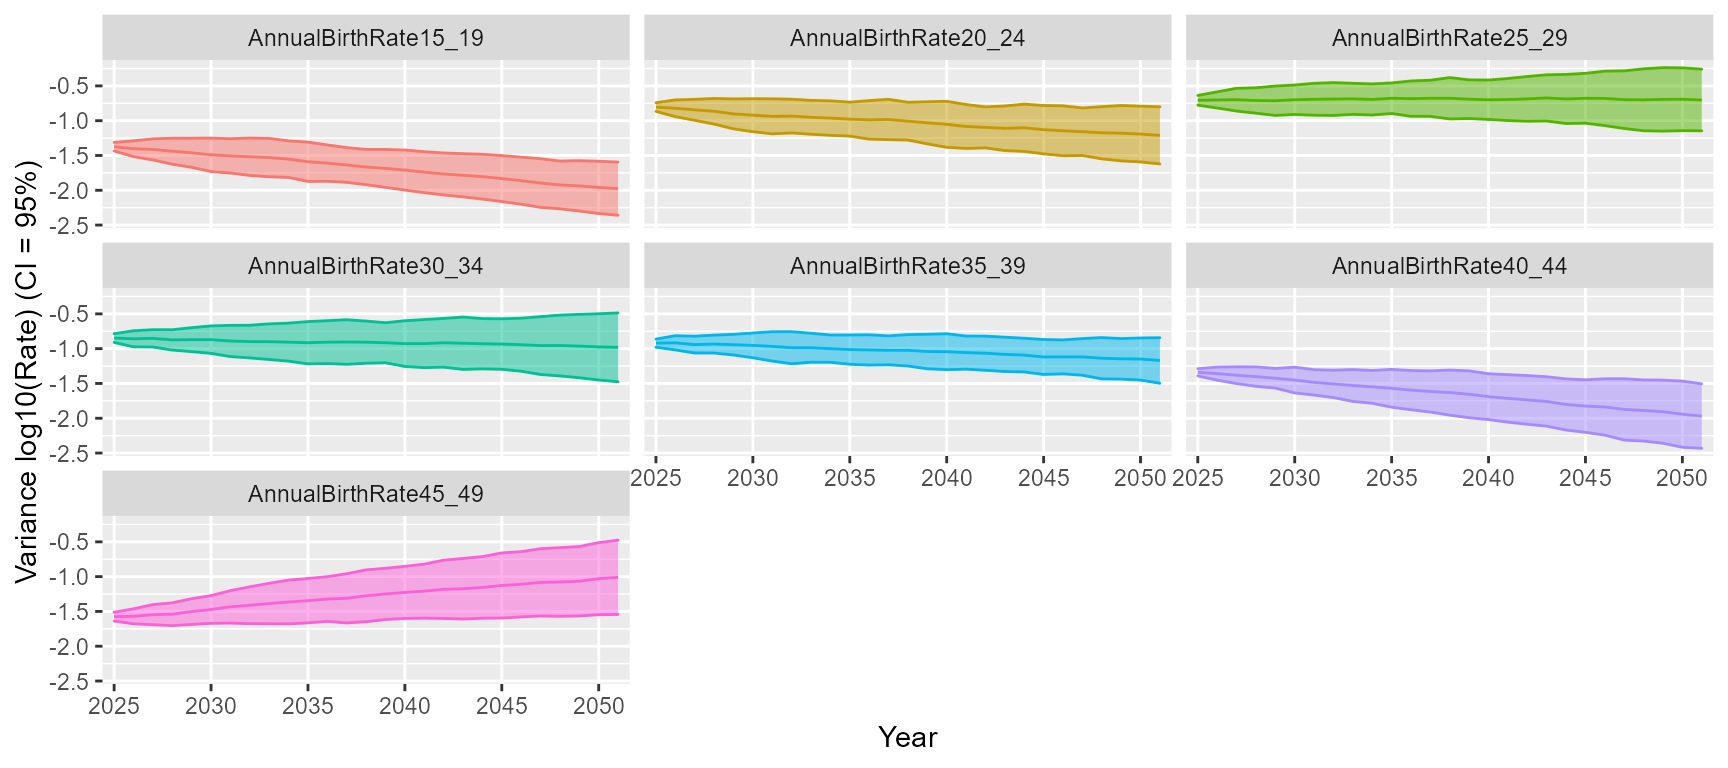 AnnualBirthRate15_19 AnnualBirthRate20_24 AnnualBirthRate25_29
-0.5
-1.0
-1.5
-2.0
-2.5
AnnualBirthRate30_34 AnnualBirthRate35_39 AnnualBirthRate40_44
-0.5
-1.0
-1.5
-2.0
-2.5
2025 2030 2035 2040 2045 2050 2025 2030 2035 2040 2045 2050
AnnualBirthRate45_49
-0.5
-1.0
-1.5
-2.0
-2.5
2025 2030 2035 2040 2045 2050
Variance log10(Rate) (CI = 95%)
Year